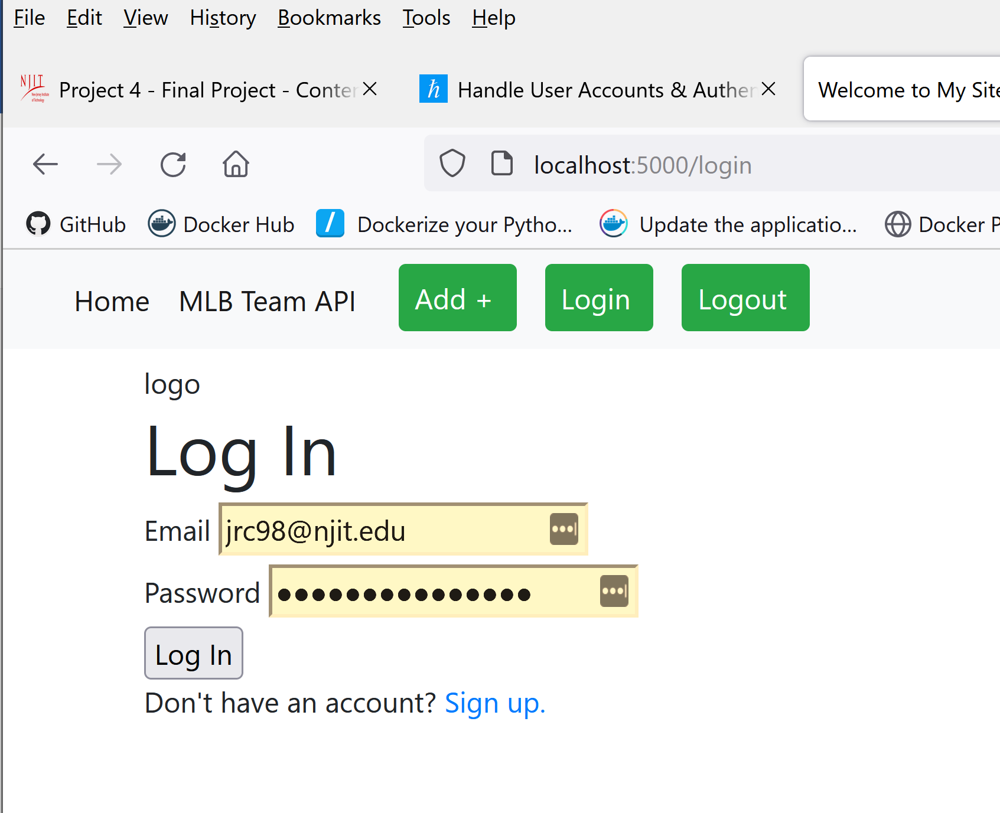 File Edit View History Bookmarks Tools Help
NJIT Project 4 - Final Project - Conter ħ Handle User Accounts & Auther Welcome to My Site
localhost:5000/login
GitHub Docker Hub / Dockerize your Pytho... Update the applicatio... Docker P
Home MLB Team API Add + Login Logout
logo
Log In
Email jrc98@njit.edu
Password
Log In
Don't have an account? Sign up.